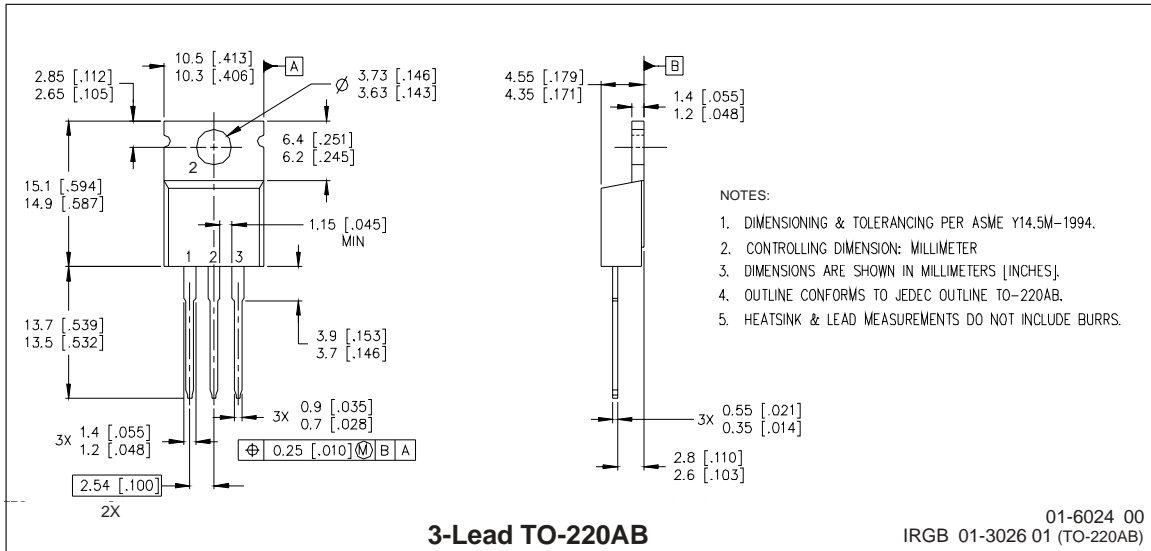 10.5 [.413]
10.3 [.406]
A
2.85 [.112]
2.65 [.105]
Ø 3.73 [.146]
3.63 [.143]
6.4 [.251]
6.2 [.245]
2
15.1 [.594]
14.9 [.587]
1.15 [.045]
MIN
1 2 3
13.7 [.539]
13.5 [.532]
3.9 [.153]
3.7 [.146]
3X 0.9 [.035]
0.7 [.028]
3X 1.4 [.055]
1.2 [.048]
⌖ 0.25 [.010] Ⓜ B A
2.54 [.100]
2X
4.55 [.179]
4.35 [.171]
B
1.4 [.055]
1.2 [.048]
3X 0.55 [.021]
0.35 [.014]
2.8 [.110]
2.6 [.103]
NOTES:
1. DIMENSIONING & TOLERANCING PER ASME Y14.5M-1994.
2. CONTROLLING DIMENSION: MILLIMETER
3. DIMENSIONS ARE SHOWN IN MILLIMETERS [INCHES].
4. OUTLINE CONFORMS TO JEDEC OUTLINE TO-220AB.
5. HEATSINK & LEAD MEASUREMENTS DO NOT INCLUDE BURRS.
3-Lead TO-220AB
01-6024 00
IRGB 01-3026 01 (TO-220AB)